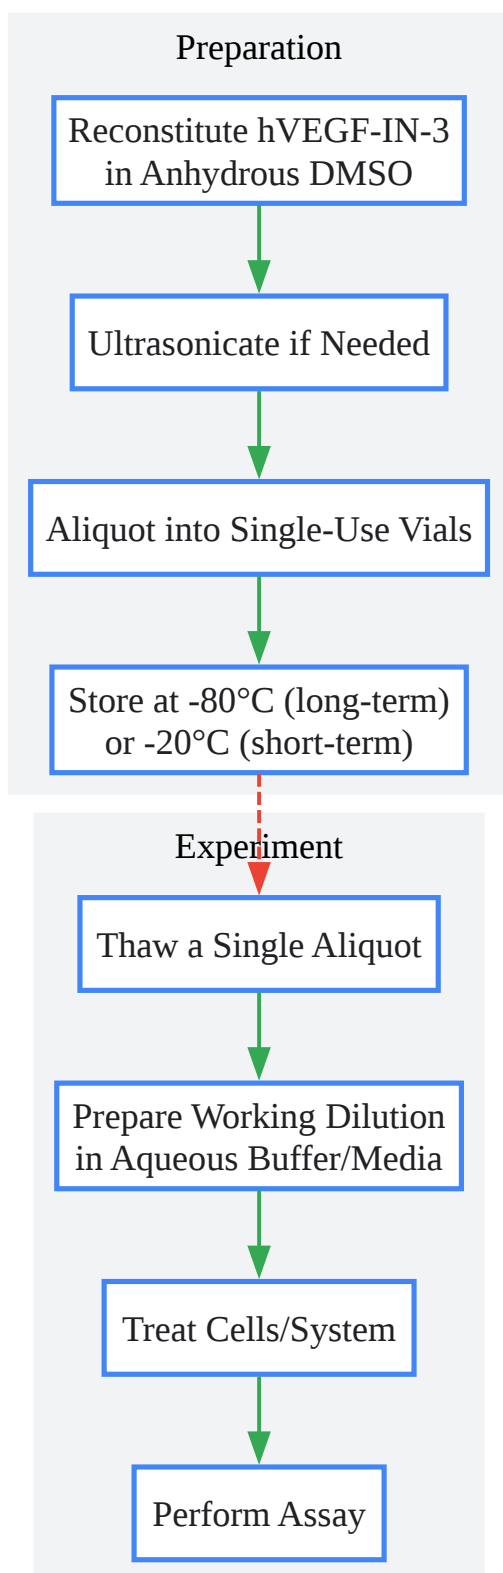 Preparation
Reconstitute hVEGF-IN-3
in Anhydrous DMSO
Ultrasonicate if Needed
Aliquot into Single-Use Vials
Store at -80°C (long-term)
or -20°C (short-term)
Experiment
Thaw a Single Aliquot
Prepare Working Dilution
in Aqueous Buffer/Media
Treat Cells/System
Perform Assay